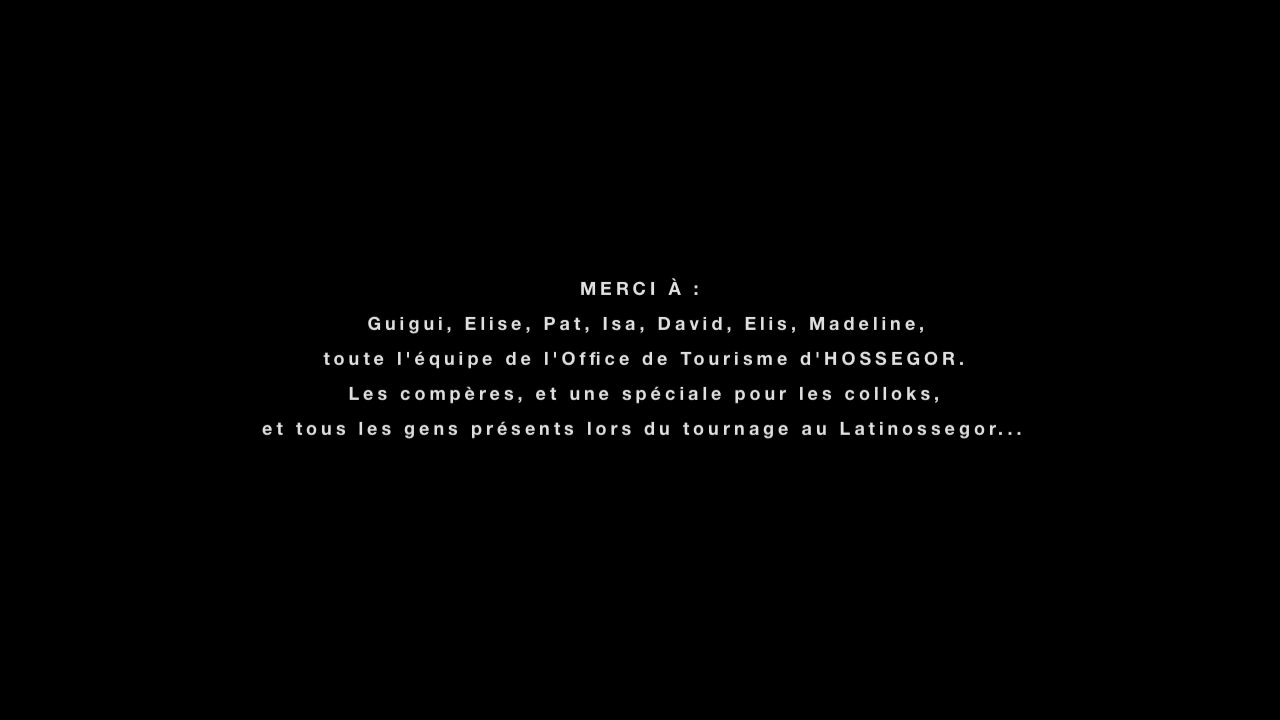 MERCI À :
Guigui, Elise, Pat, Isa, David, Elis, Madeline,
toute l'équipe de l'Office de Tourisme d'HOSSEGOR.
Les compères, et une spéciale pour les colloks,
et tous les gens présents lors du tournage au Latinossegor...